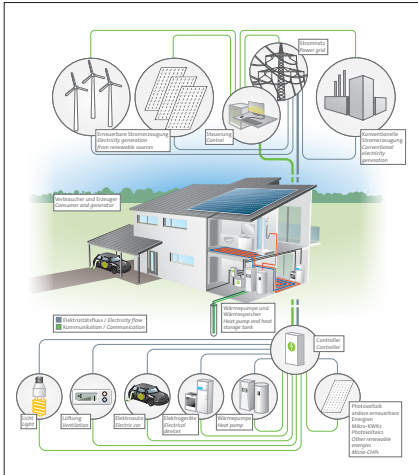 Stromnetz
Power grid
Erneuerbare Stromerzeugung
Electricity generation
from renewable sources
Steuerung
Control
Konventionelle
Stromerzeugung
Conventional
electricity
generation
Verbraucher und Erzeuger
Consumer and generator
Elektrizitätsfluss / Electricity flow
Kommunikation / Communication
Wärmepumpe und
Wärmespeicher
Heat pump and heat
storage tank
Controller
Controller
Licht
Light
Lüftung
Ventilation
Elektroauto
Electric car
Elektrogeräte
Electrical
devices
Wärmepumpe
Heat pump
Photovoltaik
andere erneuerbare
Energien
Mikro-KWKs
Photovoltaics
Other renewable
energies
Micro-CHPs